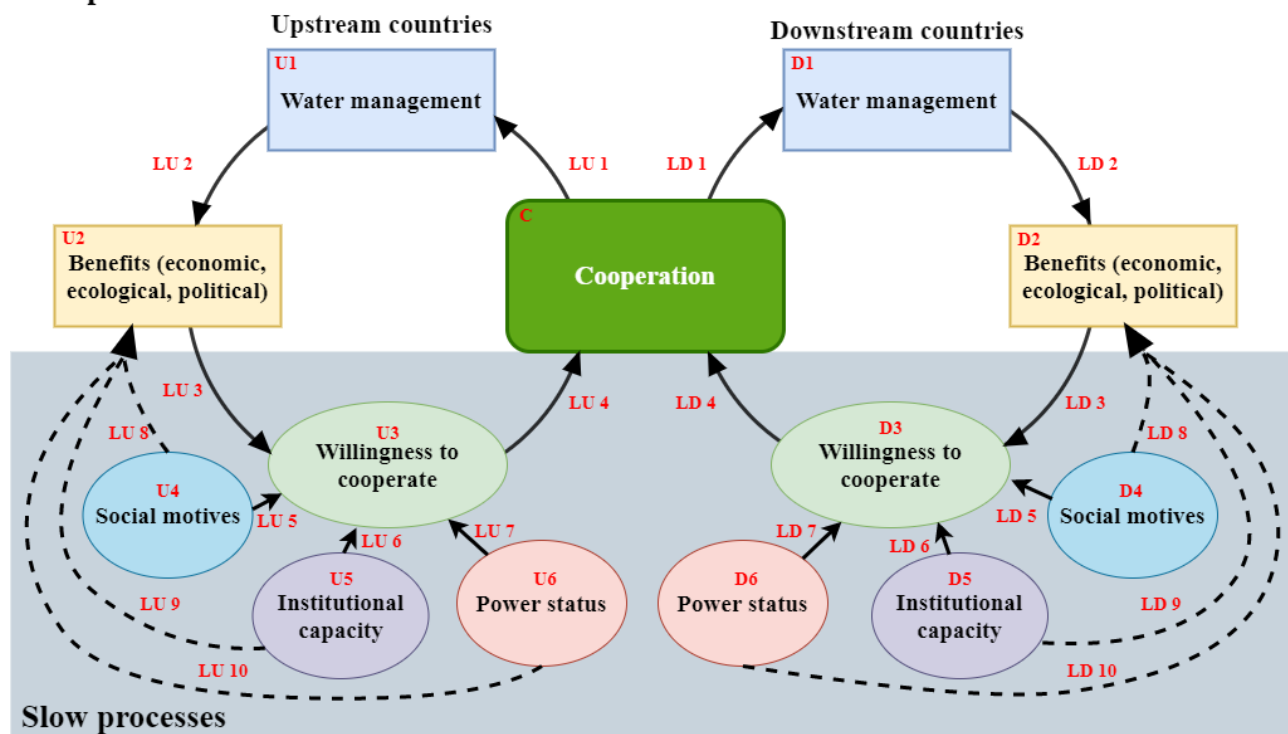 Upstream countries
Downstream countries
U1
Water management
D1
Water management
LU 2
LU 1
LD 1
LD 2
C
Cooperation
U2
Benefits (economic,
ecological, political)
D2
Benefits (economic,
ecological, political)
LU 3
LU 4
LD 4
LD 3
LU 8
U3
Willingness to
cooperate
D3
Willingness to
cooperate
LD 8
U4
Social motives
LU 5
LU 6
LU 7
LD 7
LD 6
LD 5
D4
Social motives
LU 9
U5
Institutional
capacity
U6
Power status
D6
Power status
D5
Institutional
capacity
LD 9
LU 10
LD 10
Slow processes